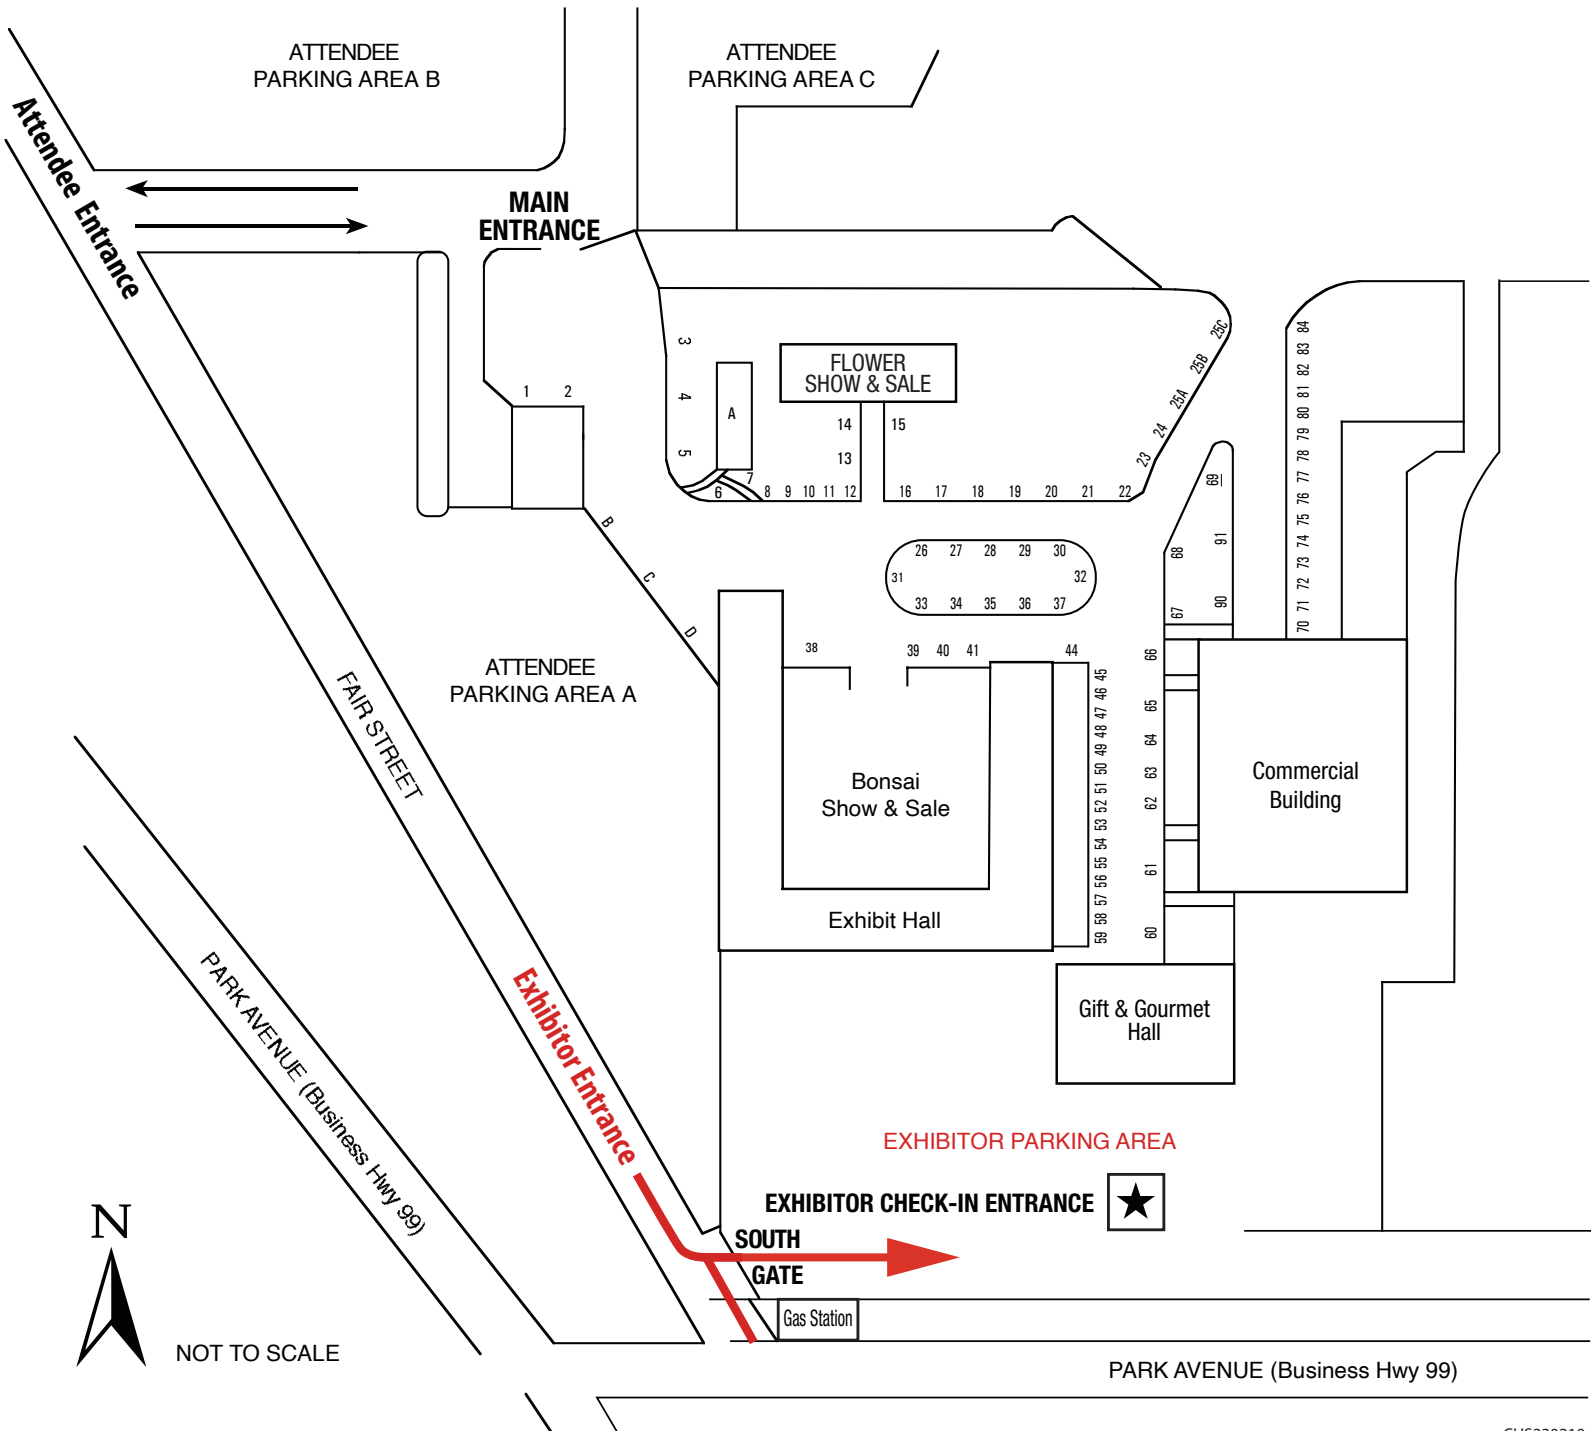 ATTENDEE
PARKING AREA B
ATTENDEE
PARKING AREA C
Attendee Entrance
MAIN
ENTRANCE
1 2
3
4
5
A
6
7
8 9 10 11 12
13
14
FLOWER
SHOW & SALE
15
16 17 18 19 20 21 22
23
24
25A
25B
25C
26 27 28 29 30
31
32
33 34 35 36 37
B
C
D
38
39 40 41
44
45
46
47
48
49
50
51
52
53
54
55
56
57
58
59
60
61
62
63
64
65
66
67
68
69
91
90
84
83
82
81
80
79
78
77
76
75
74
73
72
71
70
ATTENDEE
PARKING AREA A
FAIR STREET
Bonsai
Show & Sale
Exhibit Hall
Commercial
Building
Gift & Gourmet
Hall
PARK AVENUE (Business Hwy 99)
Exhibitor Entrance
EXHIBITOR PARKING AREA
EXHIBITOR CHECK-IN ENTRANCE
SOUTH
GATE
Gas Station
N
NOT TO SCALE
PARK AVENUE (Business Hwy 99)